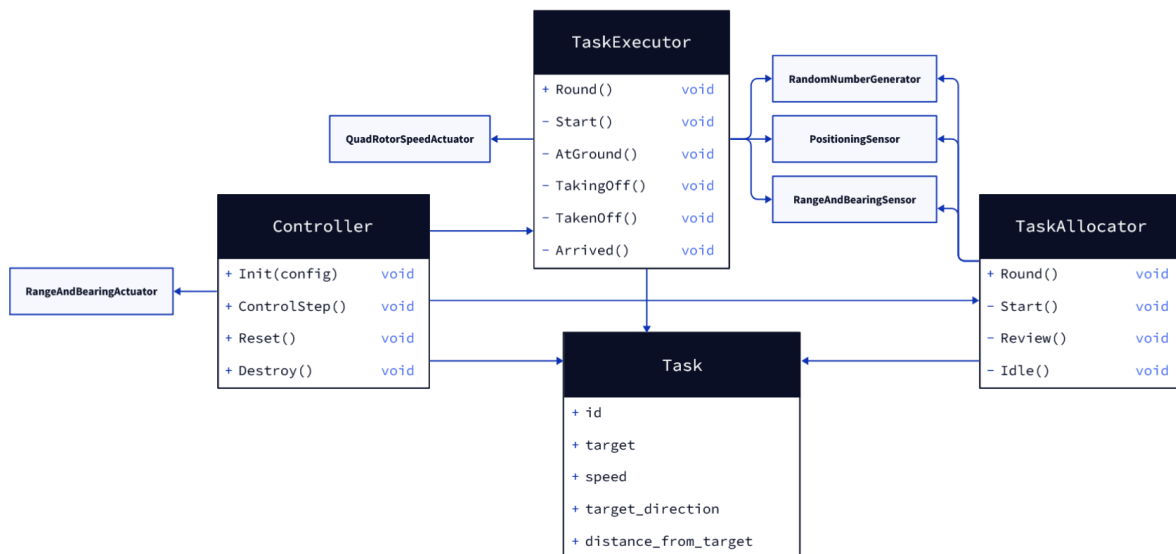 TaskExecutor
+ Round() void
- Start() void
- AtGround() void
- TakingOff() void
- TakenOff() void
- Arrived() void
RandomNumberGenerator
PositioningSensor
RangeAndBearingSensor
QuadRotorSpeedActuator
Controller
+ Init(config) void
+ ControlStep() void
+ Reset() void
+ Destroy() void
RangeAndBearingActuator
TaskAllocator
+ Round() void
- Start() void
- Review() void
- Idle() void
Task
+ id
+ target
+ speed
+ target_direction
+ distance_from_target